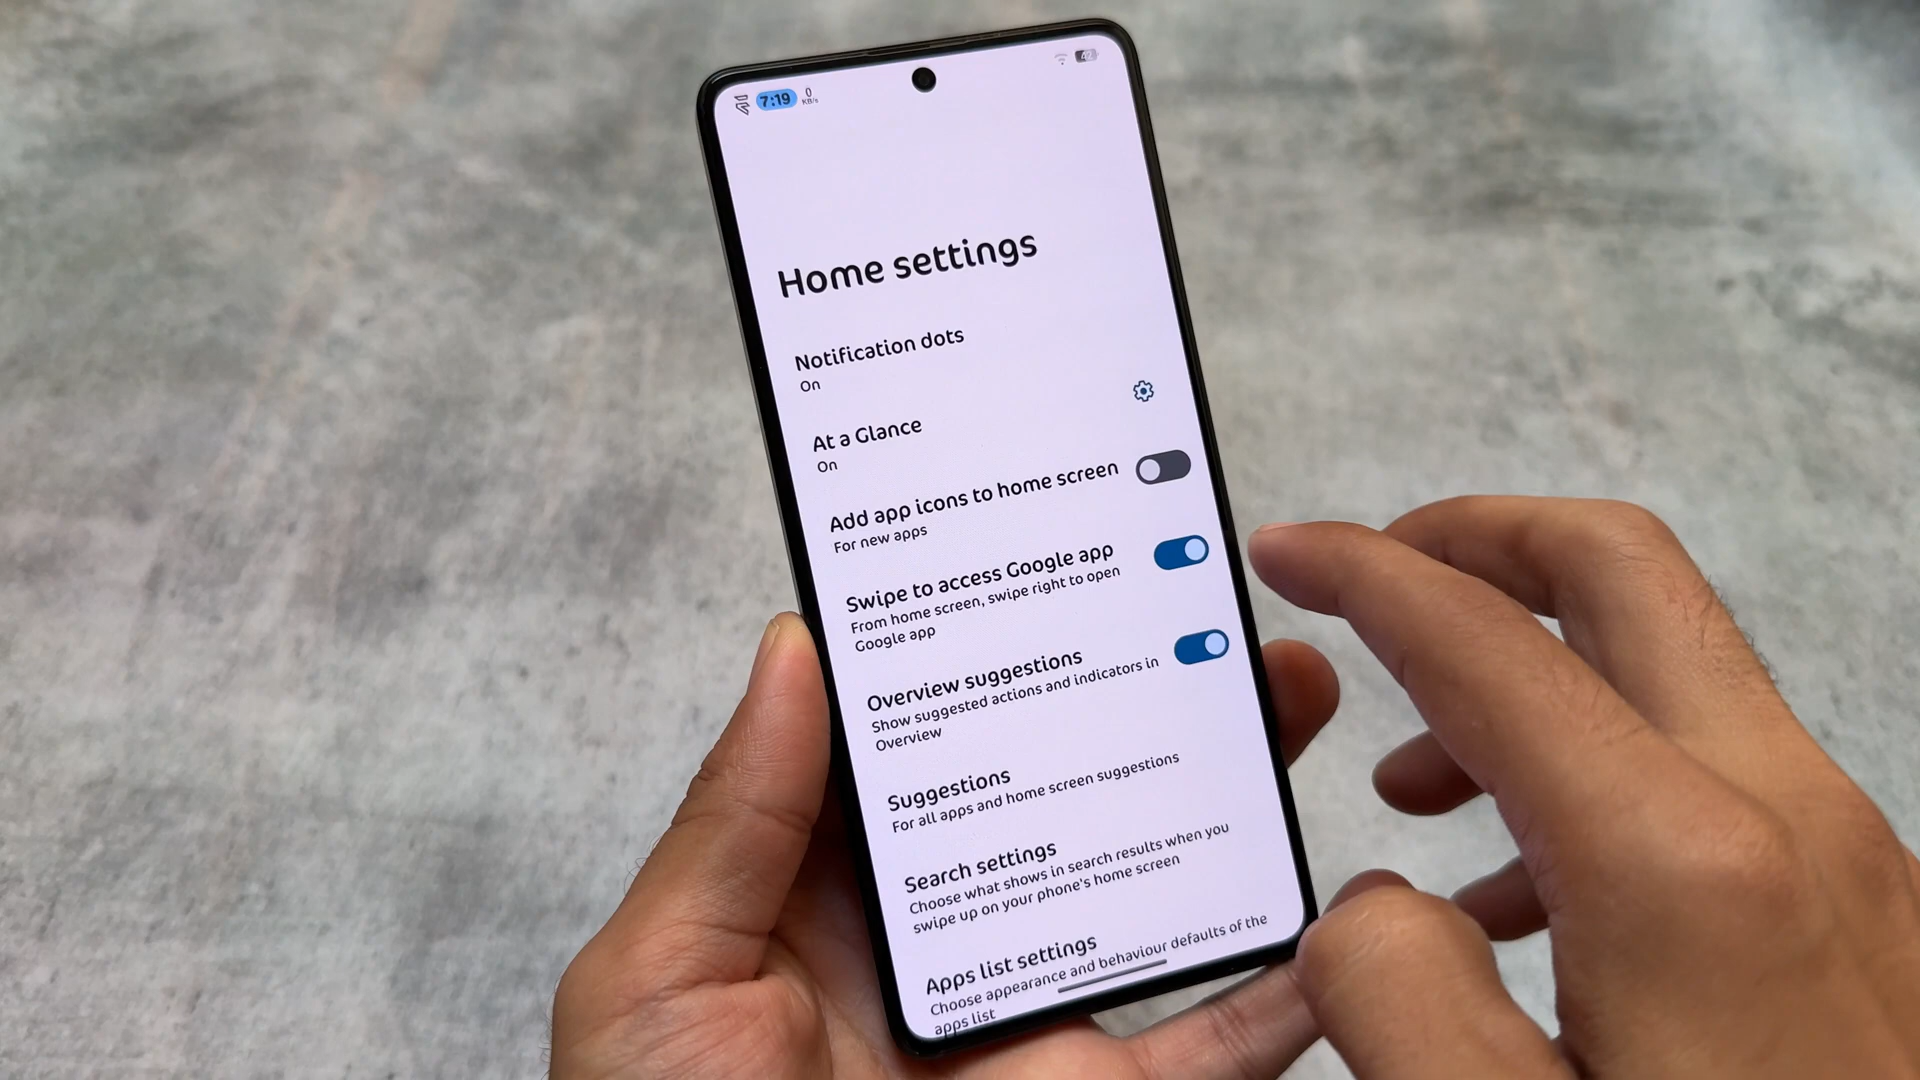 7:19 0
KB/s
42
Home settings
Notification dots
On
At a Glance
On
Add app icons to home screen
For new apps
Swipe to access Google app
From home screen, swipe right to open
Google app
Overview suggestions
Show suggested actions and indicators in
Overview
Suggestions
For all apps and home screen suggestions
Search settings
Choose what shows in search results when you
swipe up on your phone's home screen
Apps list settings
Choose appearance and behaviour defaults of the
apps list